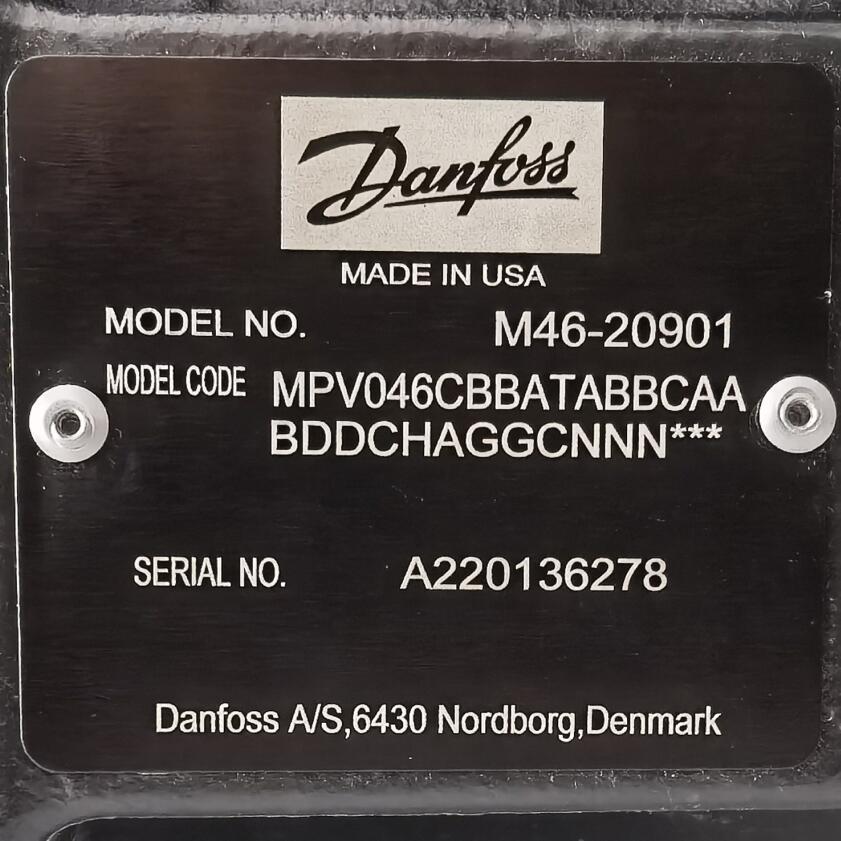 Danfoss
MADE IN USA
MODEL NO. M46-20901
MODEL CODE MPV046CBBATABBCAA
BDDCHAGGCNNN***
SERIAL NO. A220136278
Danfoss A/S,6430 Nordborg,Denmark